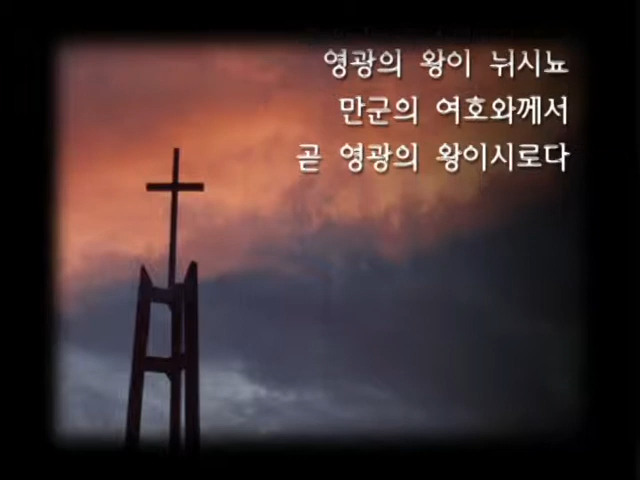 영광의 왕이 뉘시뇨
만군의 여호와께서
곧 영광의 왕이시로다